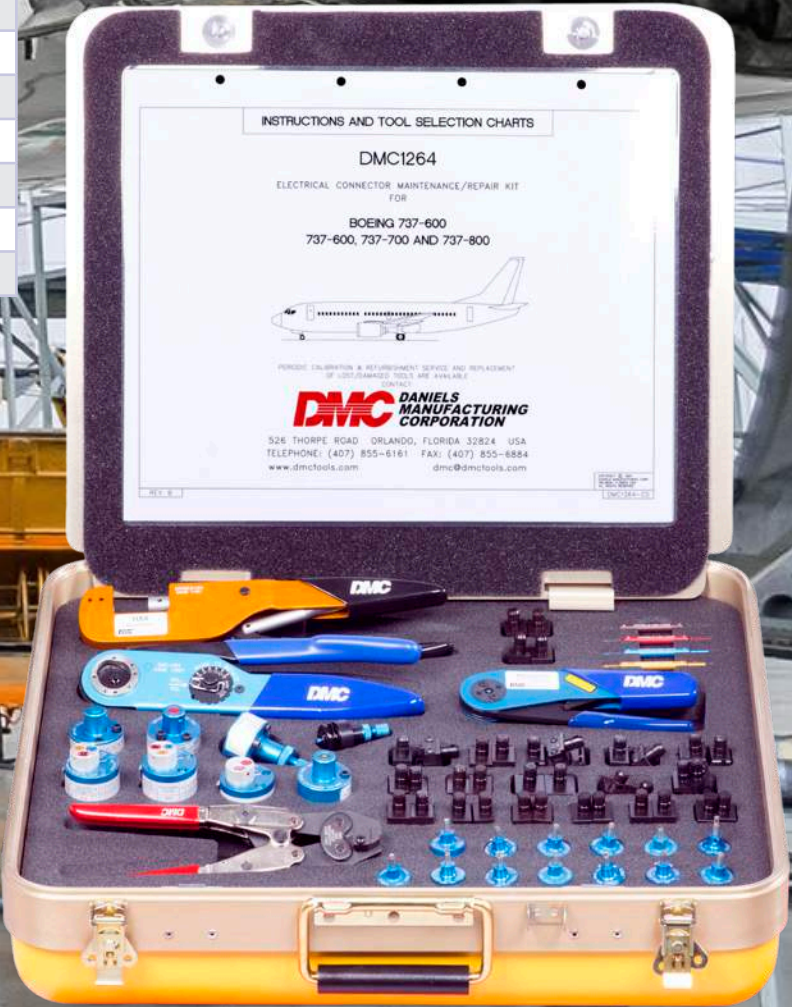 INSTRUCTIONS AND TOOL SELECTION CHARTS
DMC1264
ELECTRICAL CONNECTOR MAINTENANCE/REPAIR KIT
FOR
BOEING 737-600
737-600, 737-700 AND 737-800
PERIODIC CALIBRATION & REFURBISHMENT SERVICE AND REPLACEMENT
OF LOST/DAMAGED TOOLS ARE AVAILABLE
CONTACT
DMC DANIELS
MANUFACTURING
CORPORATION
526 THORPE ROAD ORLANDO, FLORIDA 32824 USA
TELEPHONE: (407) 855-6161 FAX: (407) 855-6884
www.dmctools.com dmc@dmctools.com
REV. B
DMC1264-CS
DMC
DMC
DMC
DMC